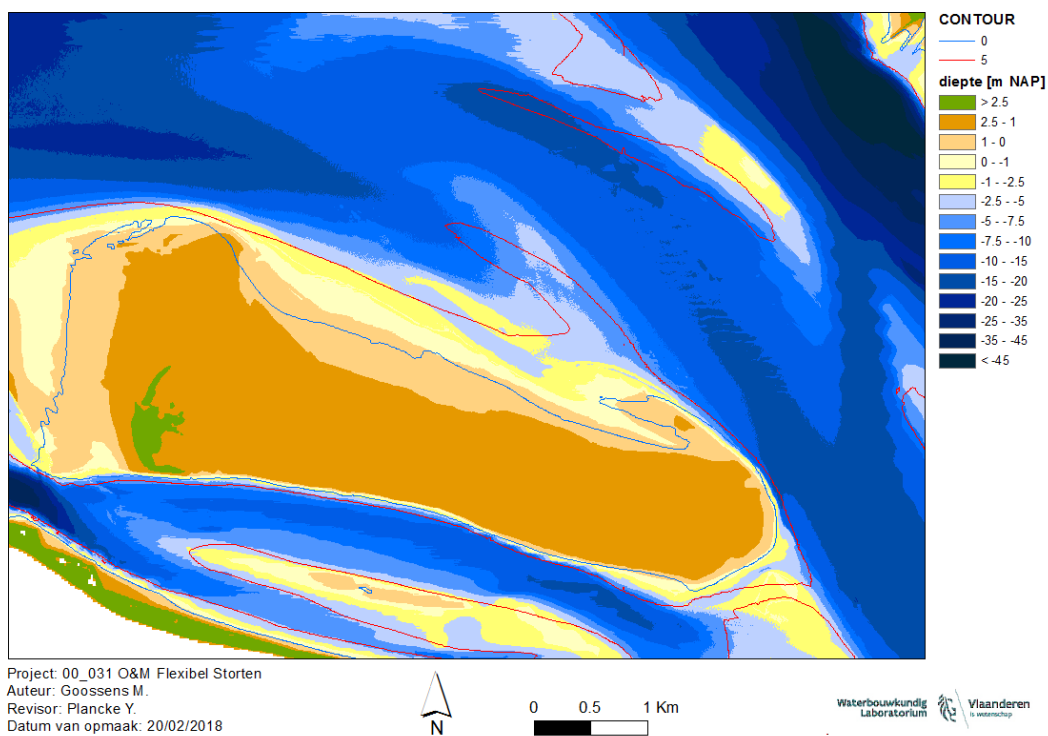 CONTOUR
0
5
diepte [m NAP]
> 2.5
2.5 - 1
1 - 0
0 - -1
-1 - -2.5
-2.5 - -5
-5 - -7.5
-7.5 - -10
-10 - -15
-15 - -20
-20 - -25
-25 - -35
-35 - -45
< -45
Project: 00_031 O&M Flexibel Storten
Auteur: Goossens M.
Revisor: Plancke Y.
Datum van opmaak: 20/02/2018
N
0 0.5 1 Km
Waterbouwkundig
Laboratorium
Vlaanderen
is wetenschap